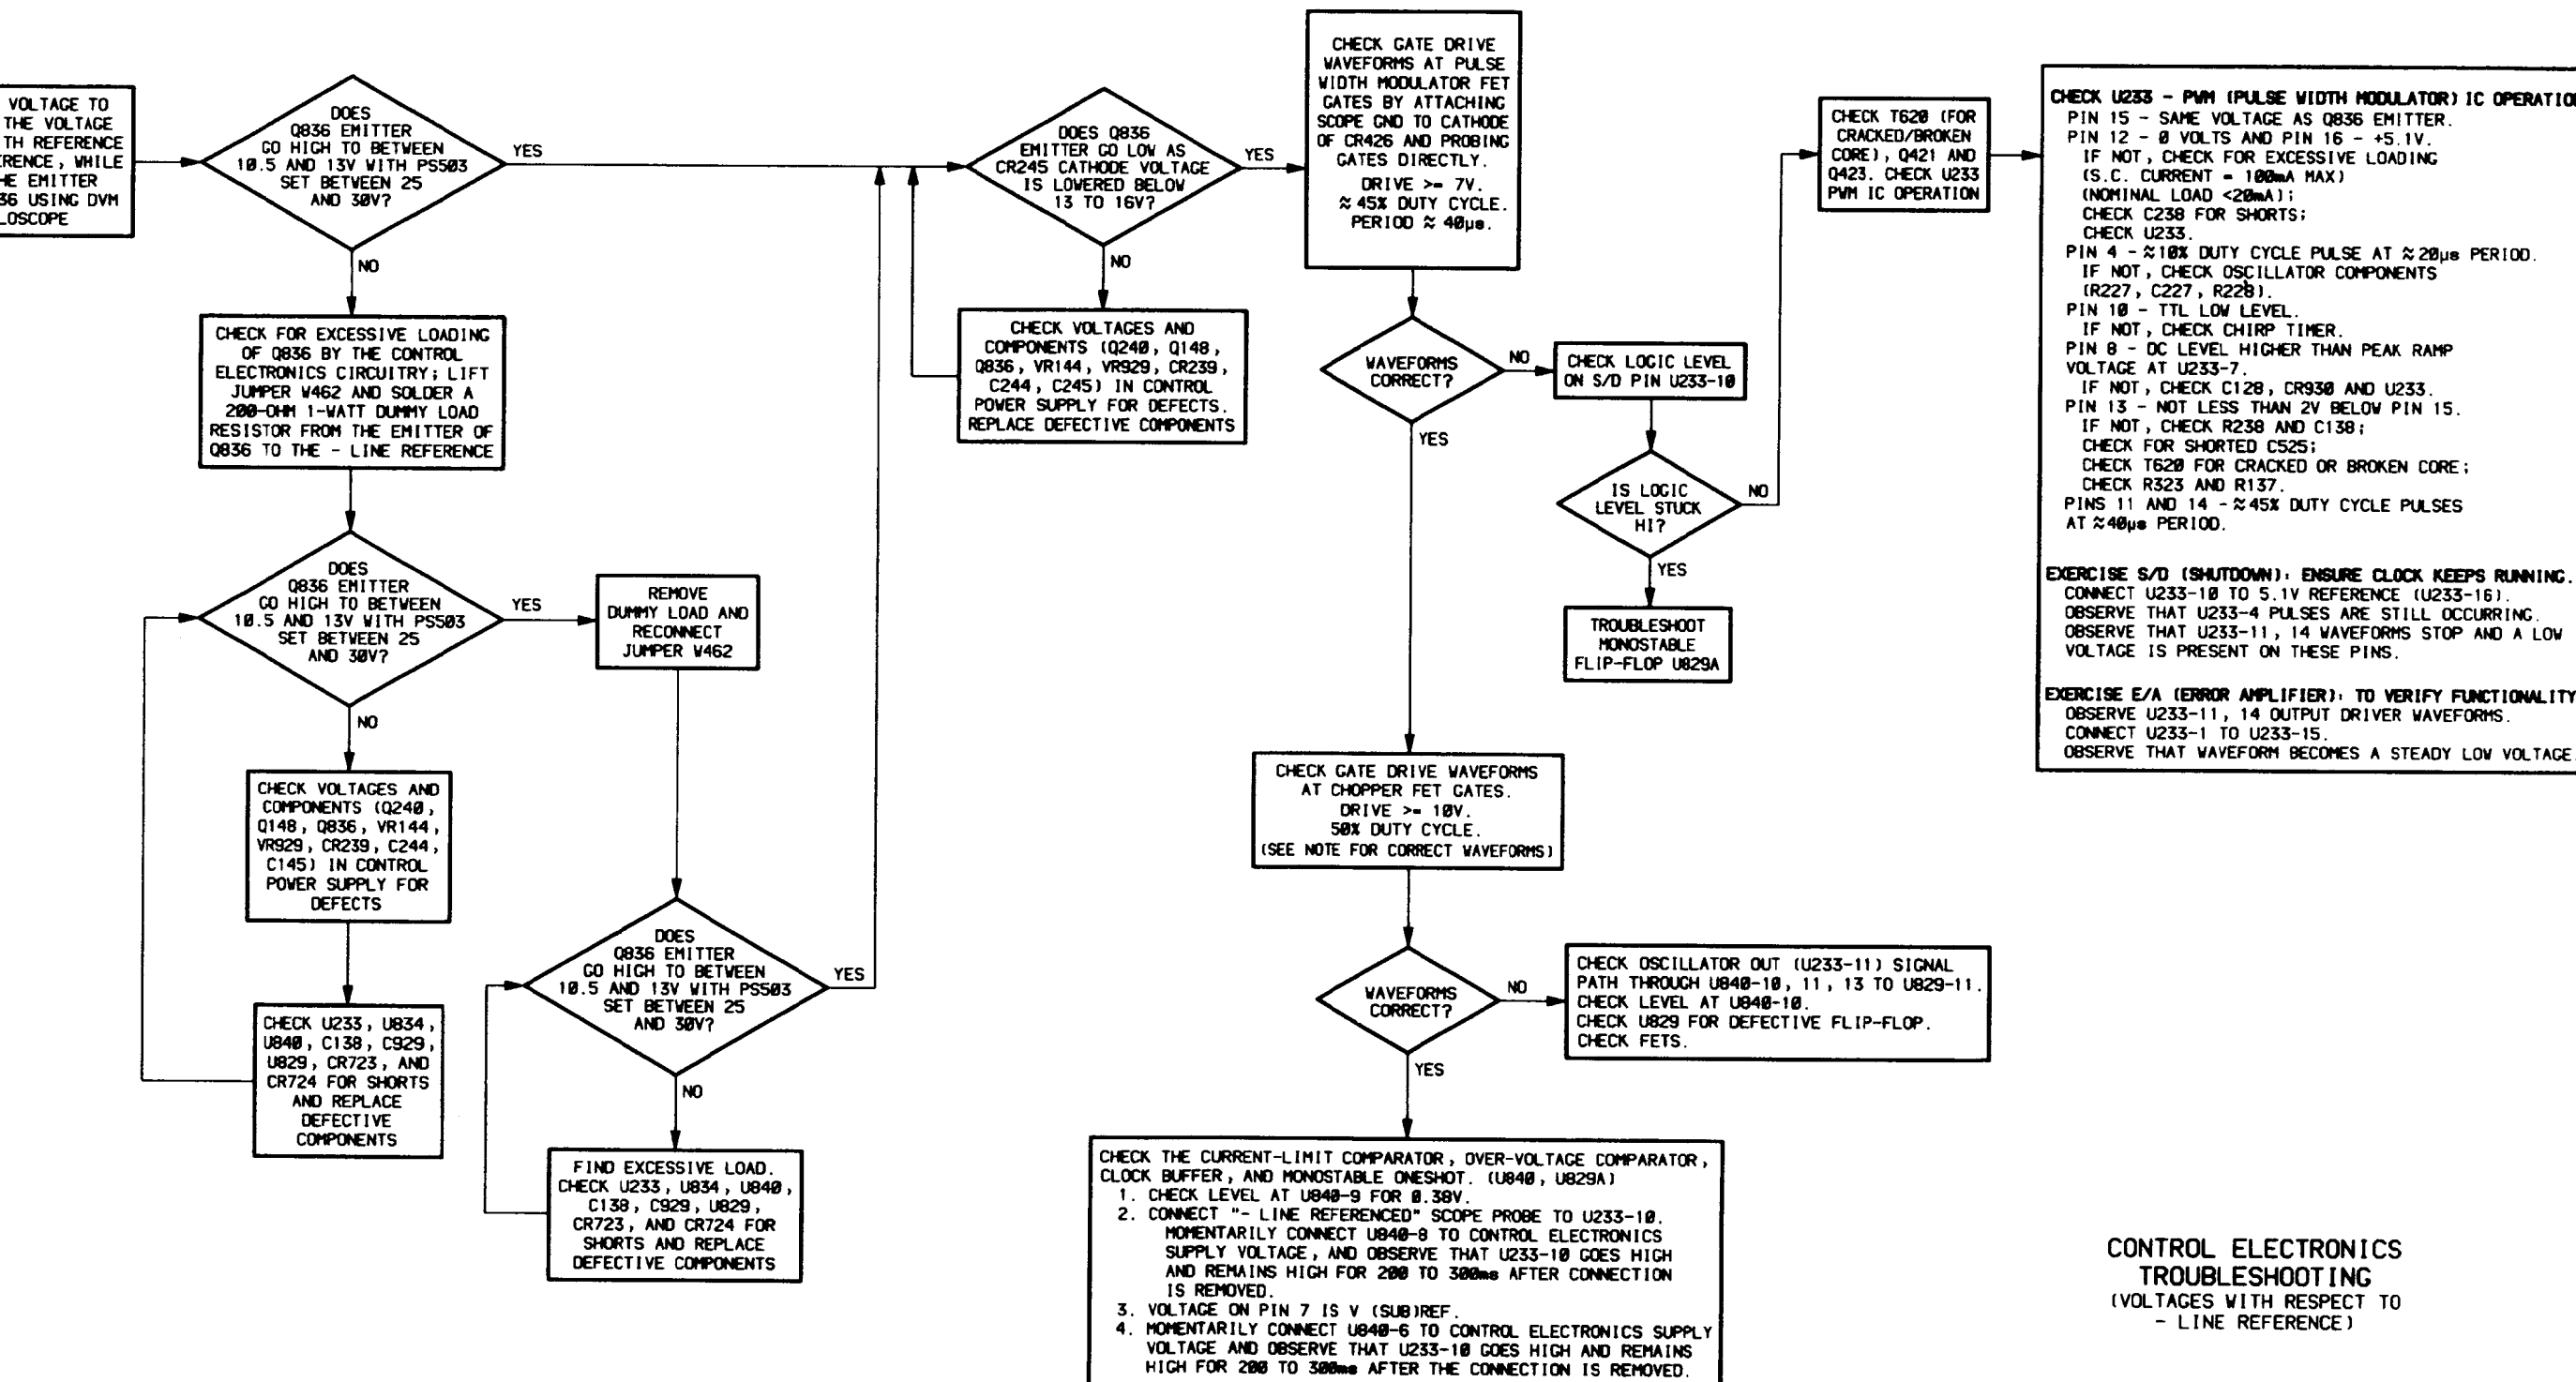 VOLTAGE TO
THE VOLTAGE
TH REFERENCE
ERENCE, WHILE
HE EMITTER
36 USING DVM
LOSCOPE
DOES
Q836 EMITTER
GO HIGH TO BETWEEN
10.5 AND 13V WITH PS503
SET BETWEEN 25
AND 30V?
YES
NO
CHECK FOR EXCESSIVE LOADING
OF Q836 BY THE CONTROL
ELECTRONICS CIRCUITRY; LIFT
JUMPER W462 AND SOLDER A
200-OHM 1-WATT DUMMY LOAD
RESISTOR FROM THE EMITTER OF
Q836 TO THE - LINE REFERENCE
DOES
Q836 EMITTER
GO HIGH TO BETWEEN
10.5 AND 13V WITH PS503
SET BETWEEN 25
AND 30V?
YES
NO
REMOVE
DUMMY LOAD AND
RECONNECT
JUMPER W462
CHECK VOLTAGES AND
COMPONENTS (Q240,
Q148, Q836, VR144,
VR929, CR239, C244,
C145) IN CONTROL
POWER SUPPLY FOR
DEFECTS
CHECK U233, U834,
U840, C138, C929,
U829, CR723, AND
CR724 FOR SHORTS
AND REPLACE
DEFECTIVE
COMPONENTS
DOES
Q836 EMITTER
GO HIGH TO BETWEEN
10.5 AND 13V WITH PS503
SET BETWEEN 25
AND 30V?
YES
NO
FIND EXCESSIVE LOAD.
CHECK U233, U834, U840,
C138, C929, U829,
CR723, AND CR724 FOR
SHORTS AND REPLACE
DEFECTIVE COMPONENTS
DOES Q836
EMITTER GO LOW AS
CR245 CATHODE VOLTAGE
IS LOWERED BELOW
13 TO 16V?
YES
NO
CHECK VOLTAGES AND
COMPONENTS (Q240, Q148,
Q836, VR144, VR929, CR239,
C244, C245) IN CONTROL
POWER SUPPLY FOR DEFECTS.
REPLACE DEFECTIVE COMPONENTS
CHECK GATE DRIVE
WAVEFORMS AT PULSE
WIDTH MODULATOR FET
GATES BY ATTACHING
SCOPE GND TO CATHODE
OF CR426 AND PROBING
GATES DIRECTLY.
DRIVE >= 7V.
≈45% DUTY CYCLE.
PERIOD ≈ 40µs.
WAVEFORMS
CORRECT?
NO
YES
CHECK LOGIC LEVEL
ON S/D PIN U233-10
IS LOGIC
LEVEL STUCK
HI?
NO
YES
TROUBLESHOOT
MONOSTABLE
FLIP-FLOP U829A
CHECK T620 (FOR
CRACKED/BROKEN
CORE), Q421 AND
Q423. CHECK U233
PWM IC OPERATION
CHECK U233 - PWM (PULSE WIDTH MODULATOR) IC OPERATIO
PIN 15 - SAME VOLTAGE AS Q836 EMITTER.
PIN 12 - 0 VOLTS AND PIN 16 - +5.1V.
IF NOT, CHECK FOR EXCESSIVE LOADING
(S.C. CURRENT = 100mA MAX)
(NOMINAL LOAD <20mA);
CHECK C238 FOR SHORTS;
CHECK U233.
PIN 4 - ≈10% DUTY CYCLE PULSE AT ≈20µs PERIOD.
IF NOT, CHECK OSCILLATOR COMPONENTS
(R227, C227, R228).
PIN 10 - TTL LOW LEVEL.
IF NOT, CHECK CHIRP TIMER.
PIN 8 - DC LEVEL HIGHER THAN PEAK RAMP
VOLTAGE AT U233-7.
IF NOT, CHECK C128, CR930 AND U233.
PIN 13 - NOT LESS THAN 2V BELOW PIN 15.
IF NOT, CHECK R238 AND C138;
CHECK FOR SHORTED C525;
CHECK T620 FOR CRACKED OR BROKEN CORE;
CHECK R323 AND R137.
PINS 11 AND 14 - ≈45% DUTY CYCLE PULSES
AT ≈40µs PERIOD.
EXERCISE S/D (SHUTDOWN): ENSURE CLOCK KEEPS RUNNING.
CONNECT U233-10 TO 5.1V REFERENCE (U233-16).
OBSERVE THAT U233-4 PULSES ARE STILL OCCURRING.
OBSERVE THAT U233-11, 14 WAVEFORMS STOP AND A LOW
VOLTAGE IS PRESENT ON THESE PINS.
EXERCISE E/A (ERROR AMPLIFIER): TO VERIFY FUNCTIONALITY
OBSERVE U233-11, 14 OUTPUT DRIVER WAVEFORMS.
CONNECT U233-1 TO U233-15.
OBSERVE THAT WAVEFORM BECOMES A STEADY LOW VOLTAGE.
CHECK GATE DRIVE WAVEFORMS
AT CHOPPER FET GATES.
DRIVE >= 10V.
50% DUTY CYCLE.
(SEE NOTE FOR CORRECT WAVEFORMS)
WAVEFORMS
CORRECT?
NO
YES
CHECK OSCILLATOR OUT (U233-11) SIGNAL
PATH THROUGH U840-10, 11, 13 TO U829-11.
CHECK LEVEL AT U840-10.
CHECK U829 FOR DEFECTIVE FLIP-FLOP.
CHECK FETS.
CHECK THE CURRENT-LIMIT COMPARATOR, OVER-VOLTAGE COMPARATOR,
CLOCK BUFFER, AND MONOSTABLE ONESHOT. (U840, U829A)
1. CHECK LEVEL AT U840-9 FOR 0.38V.
2. CONNECT "- LINE REFERENCED" SCOPE PROBE TO U233-10.
MOMENTARILY CONNECT U840-8 TO CONTROL ELECTRONICS
SUPPLY VOLTAGE, AND OBSERVE THAT U233-10 GOES HIGH
AND REMAINS HIGH FOR 200 TO 300ms AFTER CONNECTION
IS REMOVED.
3. VOLTAGE ON PIN 7 IS V (SUB)REF.
4. MOMENTARILY CONNECT U840-6 TO CONTROL ELECTRONICS SUPPLY
VOLTAGE AND OBSERVE THAT U233-10 GOES HIGH AND REMAINS
HIGH FOR 200 TO 300ms AFTER THE CONNECTION IS REMOVED.
CONTROL ELECTRONICS
TROUBLESHOOTING
(VOLTAGES WITH RESPECT TO
- LINE REFERENCE)